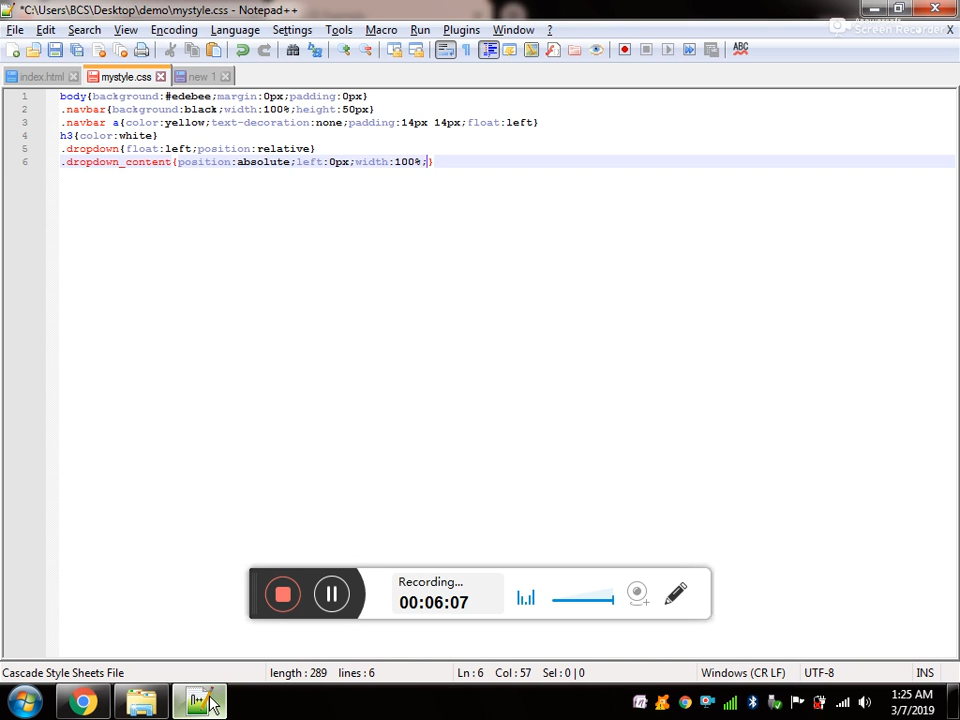 *C:\Users\BCS\Desktop\demo\mystyle.css - Notepad++
File Edit Search View Encoding Language Settings Tools Macro Run Plugins Window ? X
Screen Recorder
index.html mystyle.css new 1
1 body{background:#edebee;margin:0px;padding:0px}
2 .navbar{background:black;width:100%;height:50px}
3 .navbar a{color:yellow;text-decoration:none;padding:14px 14px;float:left}
4 h3{color:white}
5 .dropdown{float:left;position:relative}
6 .dropdown_content{position:absolute;left:0px;width:100%;}
Recording...
00:06:07
Cascade Style Sheets File length : 289 lines : 6 Ln : 6 Col : 57 Sel : 0 | 0 Windows (CR LF) UTF-8 INS
1:25 AM
3/7/2019